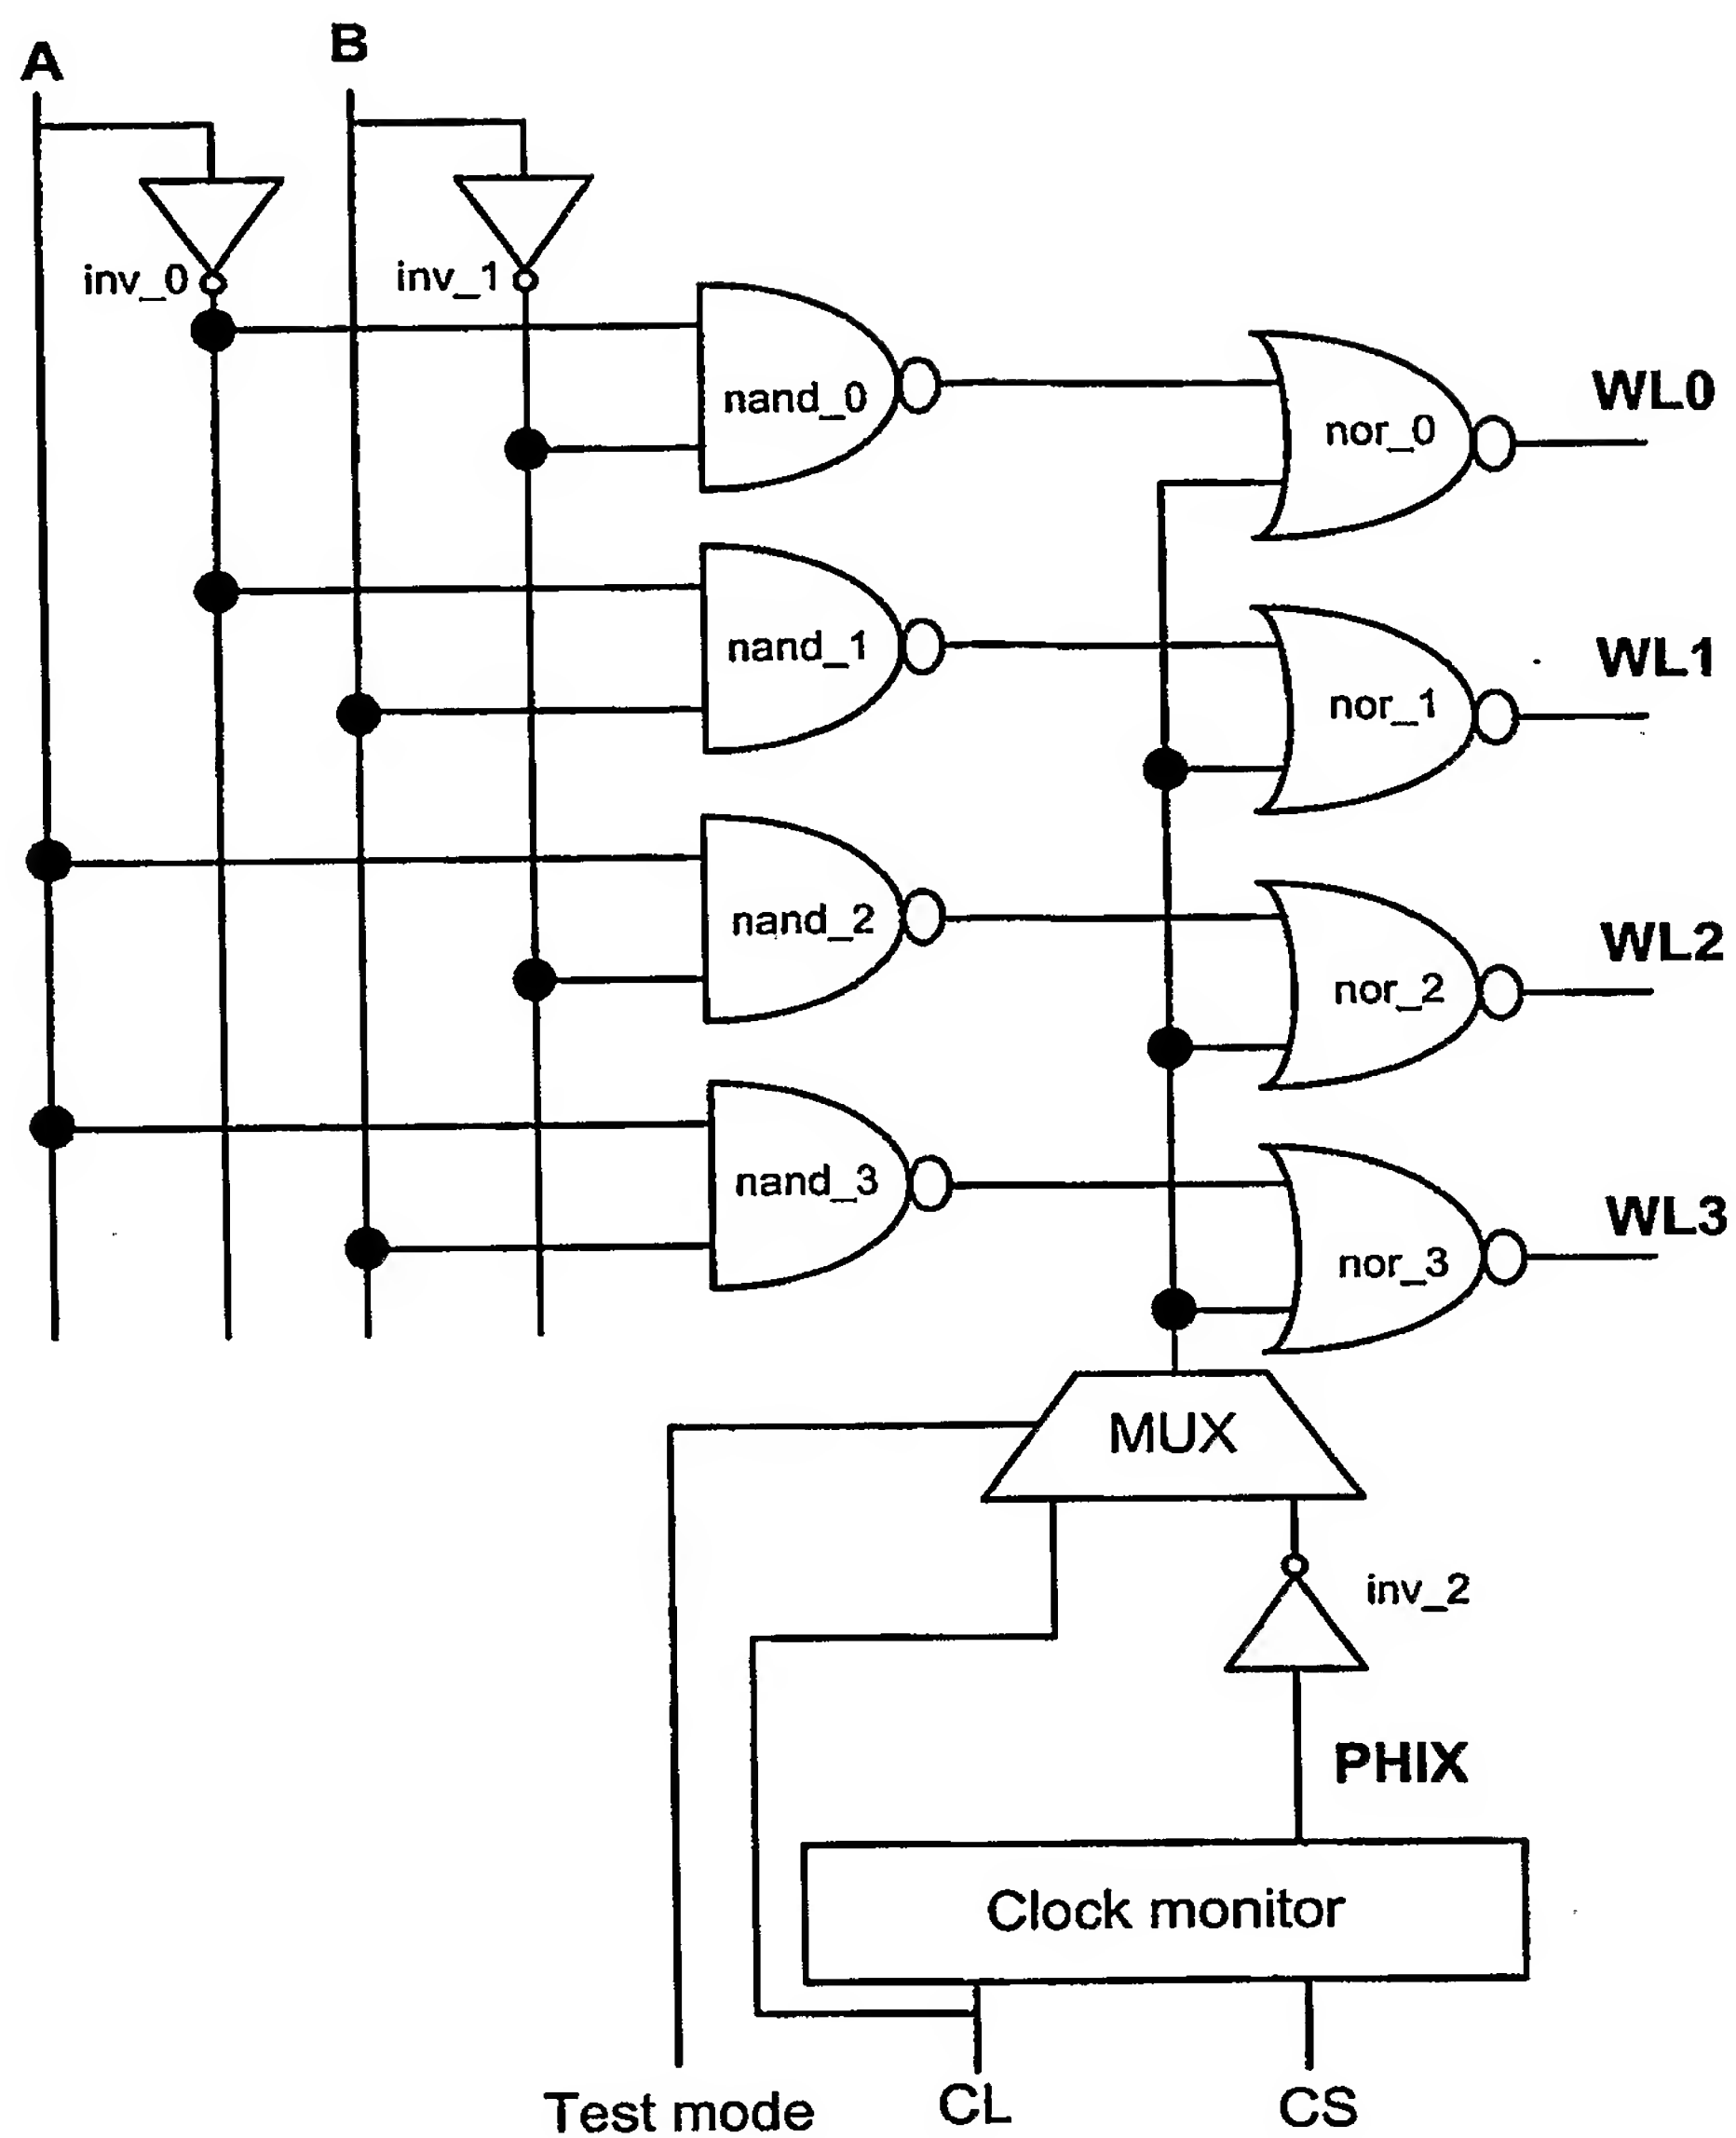 A
B
inv_0
inv_1
nand_0
nor_0
WL0
nand_1
nor_1
WL1
nand_2
nor_2
WL2
nand_3
nor_3
WL3
MUX
inv_2
PHIX
Clock monitor
Test mode
CL
CS